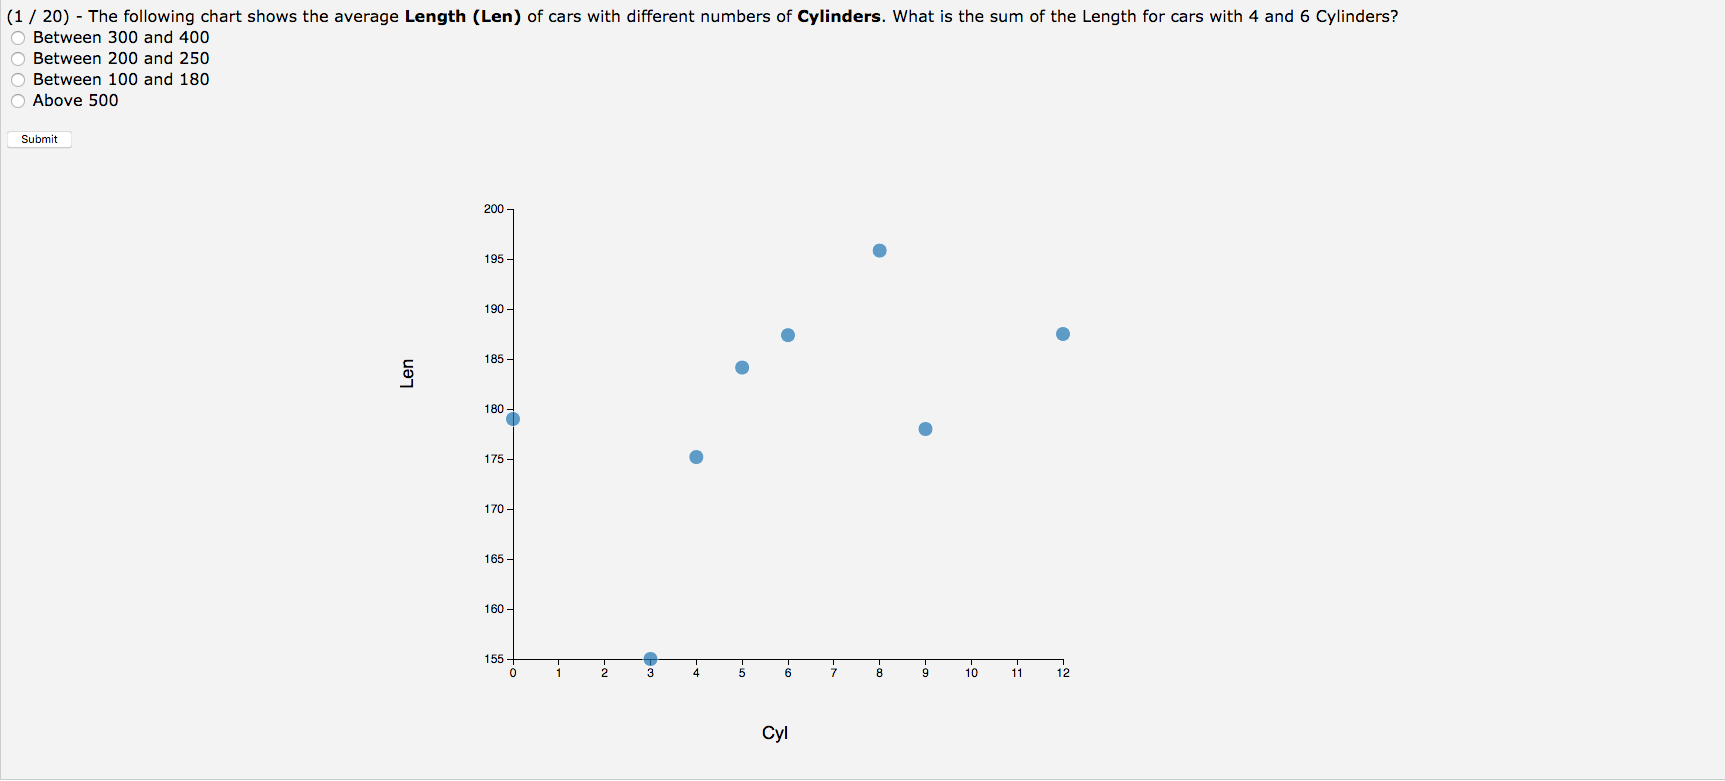 (1 / 20) - The following chart shows the average Length (Len) of cars with different numbers of Cylinders. What is the sum of the Length for cars with 4 and 6 Cylinders?
Between 300 and 400
Between 200 and 250
Between 100 and 180
Above 500
Submit
200
195
190
185
180
175
170
165
160
155
Len
0 1 2 3 4 5 6 7 8 9 10 11 12
Cyl